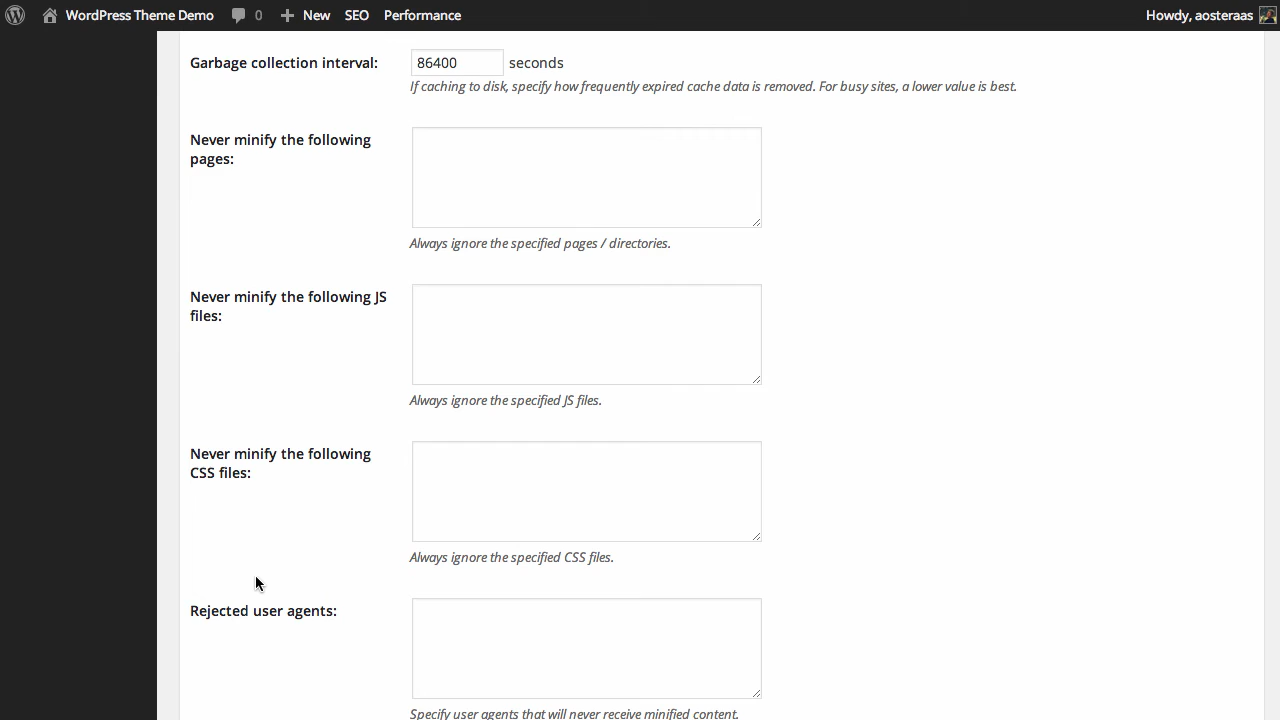 WordPress Theme Demo 0 New SEO Performance Howdy, aosteraas
Garbage collection interval: 86400 seconds
If caching to disk, specify how frequently expired cache data is removed. For busy sites, a lower value is best.
Never minify the following
pages:
Always ignore the specified pages / directories.
Never minify the following JS
files:
Always ignore the specified JS files.
Never minify the following
CSS files:
Always ignore the specified CSS files.
Rejected user agents:
Specify user agents that will never receive minified content.